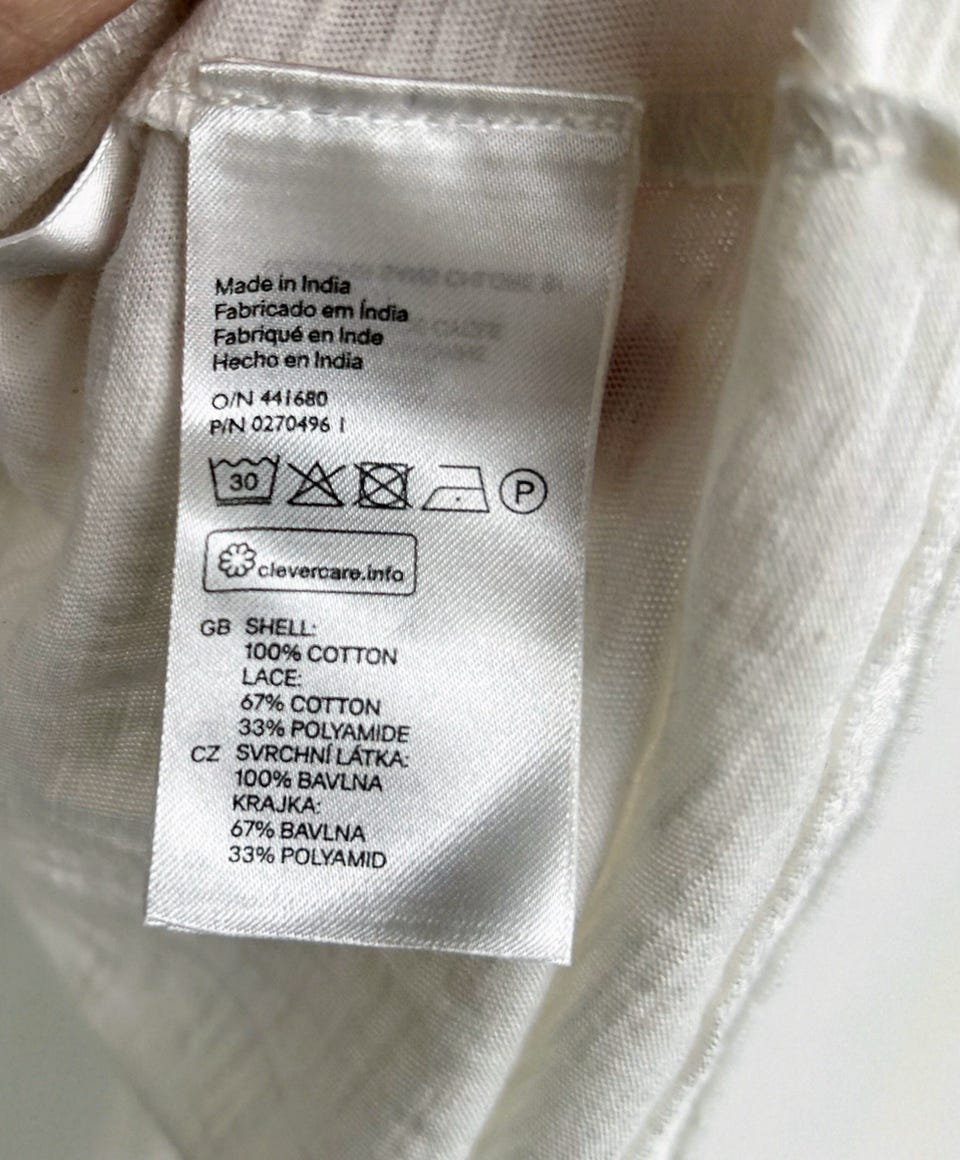 Made in India
Fabricado em Índia
Fabriqué en Inde
Hecho en India
O/N 441680
P/N 0270496 1
30
P
clevercare.info
GB SHELL:
100% COTTON
LACE:
67% COTTON
33% POLYAMIDE
CZ SVRCHNÍ LÁTKA:
100% BAVLNA
KRAJKA:
67% BAVLNA
33% POLYAMID